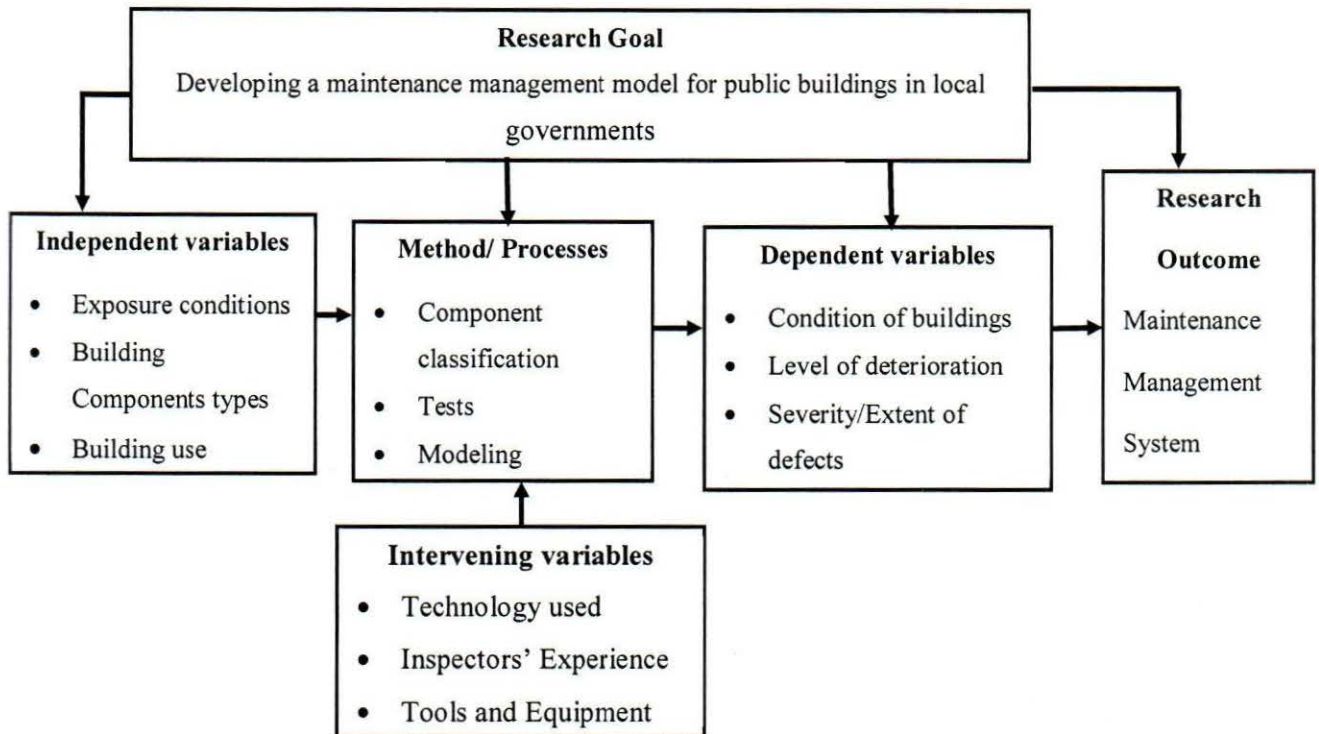 Research Goal
Developing a maintenance management model for public buildings in local
governments
Independent variables
• Exposure conditions
• Building
Components types
• Building use
Method/ Processes
• Component
classification
• Tests
• Modeling
Dependent variables
• Condition of buildings
• Level of deterioration
• Severity/Extent of
defects
Research
Outcome
Maintenance
Management
System
Intervening variables
• Technology used
• Inspectors’ Experience
• Tools and Equipment